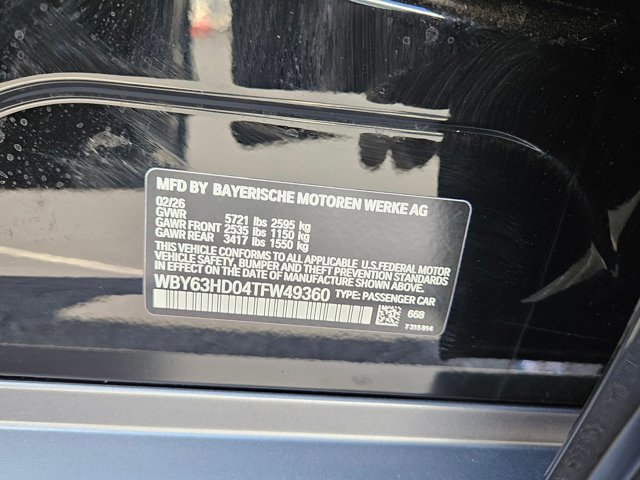 MFD BY BAYERISCHE MOTOREN WERKE AG
02/26
GVWR 5721 lbs 2595 kg
GAWR FRONT 2535 lbs 1150 kg
GAWR REAR 3417 lbs 1550 kg
THIS VEHICLE CONFORMS TO ALL APPLICABLE U.S.FEDERAL MOTOR
VEHICLE SAFETY, BUMPER, AND THEFT PREVENTION STANDARDS
IN EFFECT ON THE DATE OF MANUFACTURE SHOWN ABOVE.
WBY63HD04TFW49360 TYPE: PASSENGER CAR
668
7 315 814